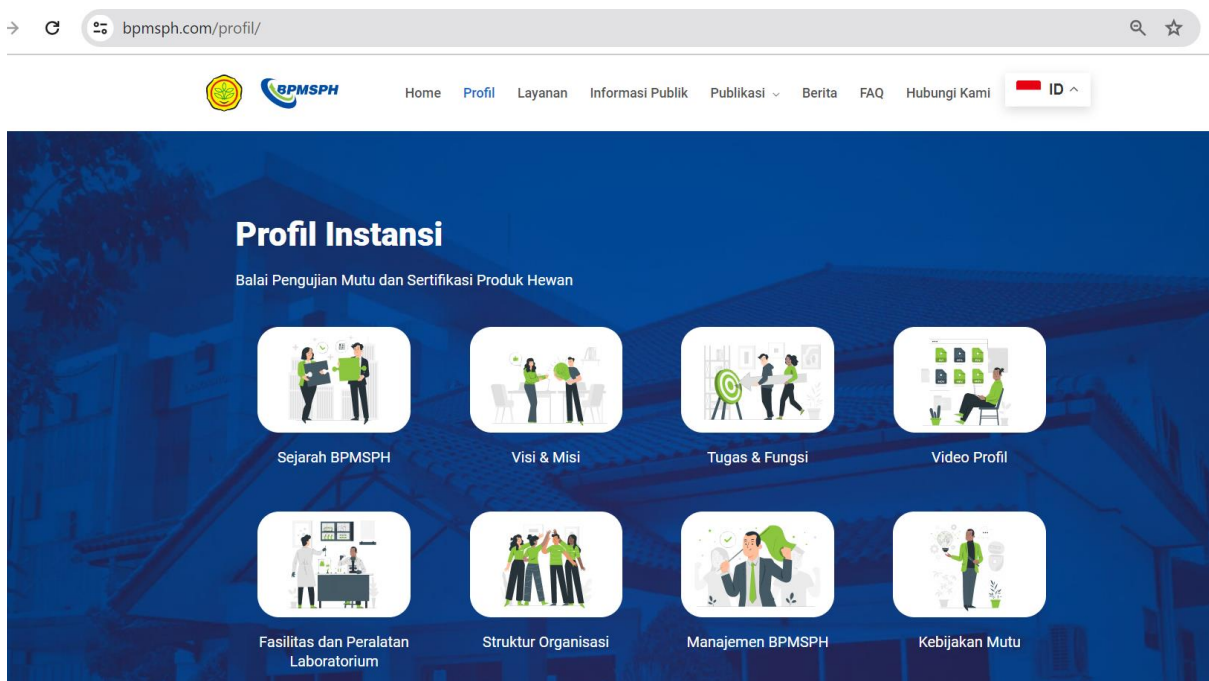 bpmsph.com/profil/
BPMSPH
Home Profil Layanan Informasi Publik Publikasi Berita FAQ Hubungi Kami ID
Profil Instansi
Balai Pengujian Mutu dan Sertifikasi Produk Hewan
Sejarah BPMSPH
Visi & Misi
Tugas & Fungsi
Video Profil
Fasilitas dan Peralatan
Laboratorium
Struktur Organisasi
Manajemen BPMSPH
Kebijakan Mutu